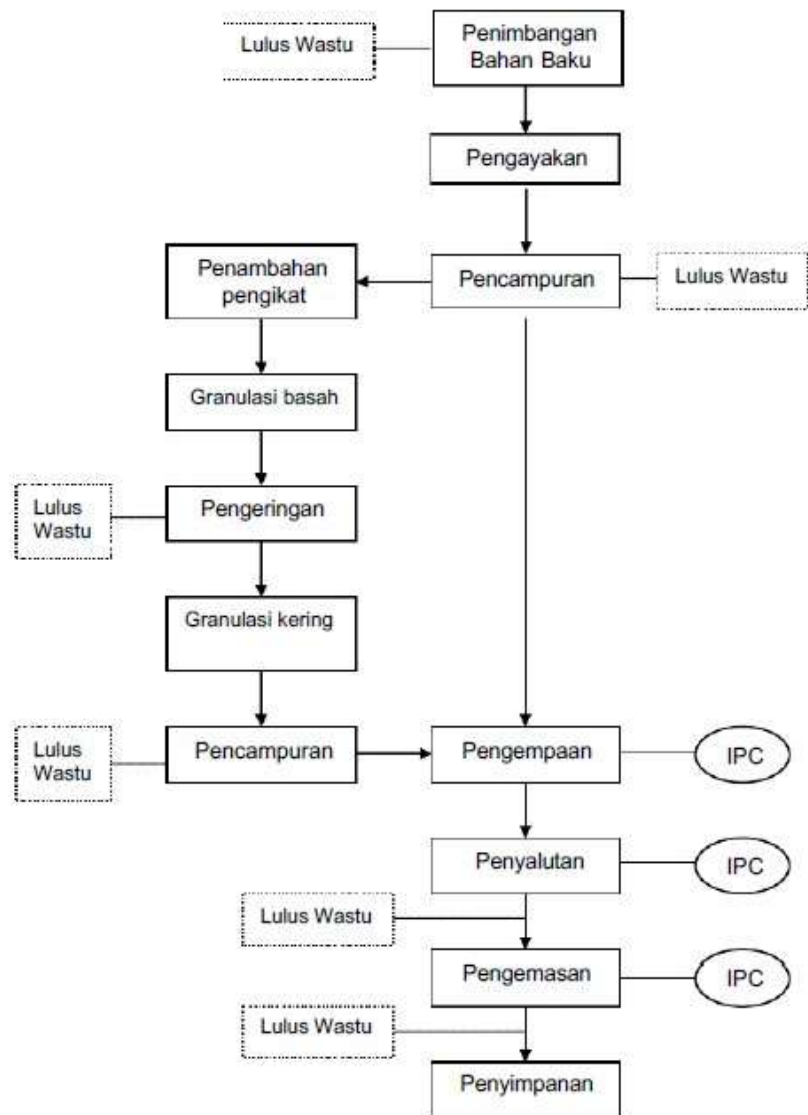 Lulus Wastu
Penimbangan
Bahan Baku
Pengayakan
Penambahan
pengikat
Pencampuran
Lulus Wastu
Granulasi basah
Lulus
Wastu
Pengeringan
Granulasi kering
Lulus
Wastu
Pencampuran
Pengempaan
IPC
Penyalutan
IPC
Lulus Wastu
Pengemasan
IPC
Lulus Wastu
Penyimpanan